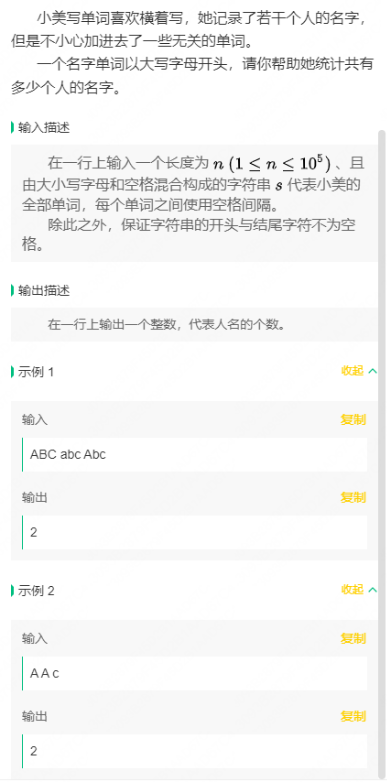 小美写单词喜欢横着写，她记录了若干个人的名字，
但是不小心加进去了一些无关的单词。
一个名字单词以大写字母开头，请你帮助她统计共有
多少个人的名字。
输入描述
在一行上输入一个长度为 n (1 ≤ n ≤ 10⁵) 、且
由大小写字母和空格混合构成的字符串 s 代表小美的
全部单词，每个单词之间使用空格间隔。
除此之外，保证字符串的开头与结尾字符不为空
格。
输出描述
在一行上输出一个整数，代表人名的个数。
示例 1 收起
输入 复制
ABC abc Abc
输出 复制
2
示例 2 收起
输入 复制
A A c
输出 复制
2